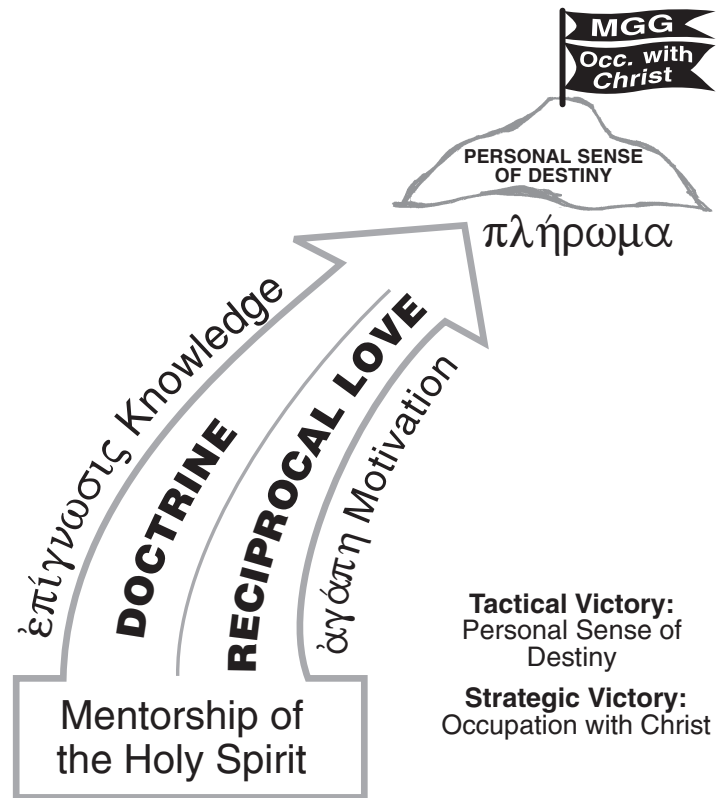 MGG
Occ. with
Christ
PERSONAL SENSE
OF DESTINY
πλήρωμα
ἐπίγνωσις Knowledge
DOCTRINE
RECIPROCAL LOVE
ἀγάπη Motivation
Mentorship of
the Holy Spirit
Tactical Victory:
Personal Sense of
Destiny
Strategic Victory:
Occupation with Christ